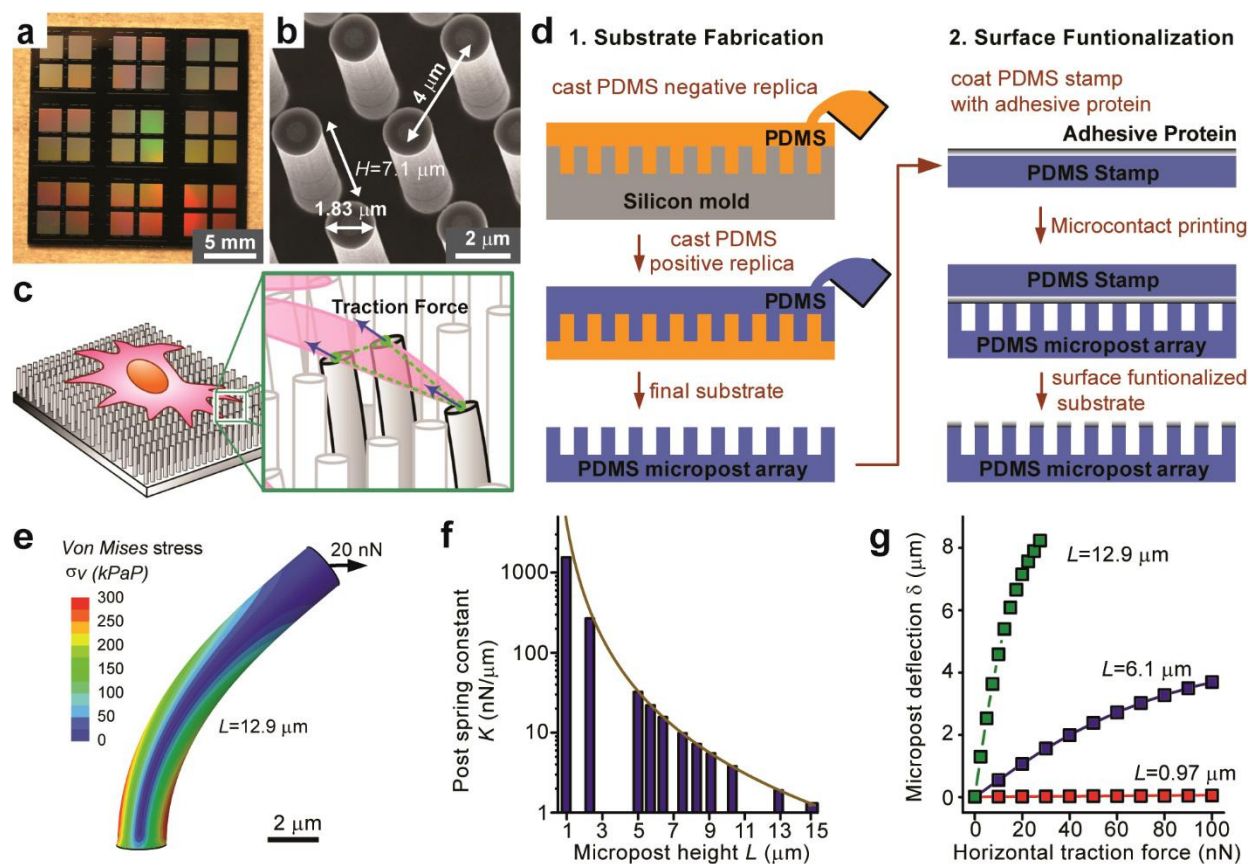 a
5 mm
b
4 μm
H=7.1 μm
1.83 μm
2 μm
c
Traction Force
d
1. Substrate Fabrication
cast PDMS negative replica
PDMS
Silicon mold
cast PDMS
positive replica
PDMS
final substrate
PDMS micropost array
2. Surface Funtionalization
coat PDMS stamp
with adhesive protein
Adhesive Protein
PDMS Stamp
Microcontact printing
PDMS Stamp
PDMS micropost array
surface funtionalized
substrate
PDMS micropost array
e
Von Mises stress
σV (kPaP)
300
250
200
150
100
50
0
20 nN
L=12.9 μm
2 μm
f
Post spring constant
K (nN/μm)
1000
100
10
1
1 3 5 7 9 11 13 15
Micropost height L (μm)
g
Micropost deflection δ (μm)
8
6
4
2
0
L=12.9 μm
L=6.1 μm
L=0.97 μm
0 20 40 60 80 100
Horizontal traction force (nN)